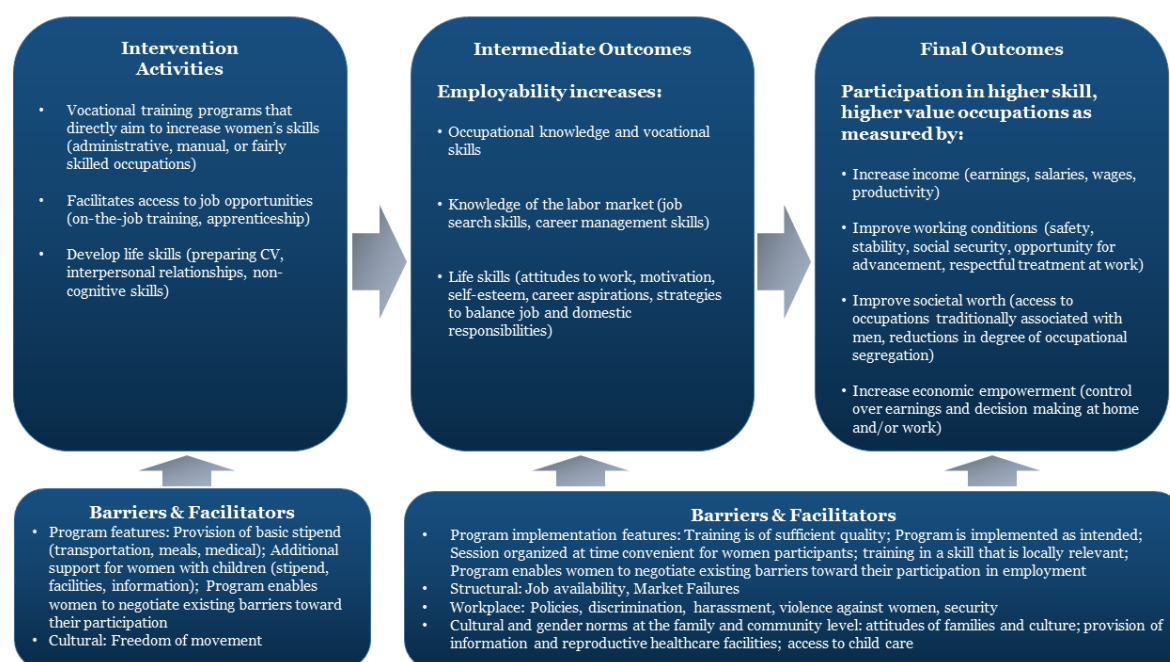 Intervention
Activities
• Vocational training programs that
directly aim to increase women's skills
(administrative, manual, or fairly
skilled occupations)
• Facilitates access to job opportunities
(on-the-job training, apprenticeship)
• Develop life skills (preparing CV,
interpersonal relationships, non-
cognitive skills)
Intermediate Outcomes
Employability increases:
• Occupational knowledge and vocational
skills
• Knowledge of the labor market (job
search skills, career management skills)
• Life skills (attitudes to work, motivation,
self-esteem, career aspirations, strategies
to balance job and domestic
responsibilities)
Final Outcomes
Participation in higher skill,
higher value occupations as
measured by:
• Increase income (earnings, salaries, wages,
productivity)
• Improve working conditions (safety,
stability, social security, opportunity for
advancement, respectful treatment at work)
• Improve societal worth (access to
occupations traditionally associated with
men, reductions in degree of occupational
segregation)
• Increase economic empowerment (control
over earnings and decision making at home
and/or work)
Barriers & Facilitators
• Program features: Provision of basic stipend
(transportation, meals, medical); Additional
support for women with children (stipend,
facilities, information); Program enables
women to negotiate existing barriers toward
their participation
• Cultural: Freedom of movement
Barriers & Facilitators
• Program implementation features: Training is of sufficient quality; Program is implemented as intended;
Session organized at time convenient for women participants; training in a skill that is locally relevant;
Program enables women to negotiate existing barriers toward their participation in employment
• Structural: Job availability, Market Failures
• Workplace: Policies, discrimination, harassment, violence against women, security
• Cultural and gender norms at the family and community level: attitudes of families and culture; provision of
information and reproductive healthcare facilities; access to child care